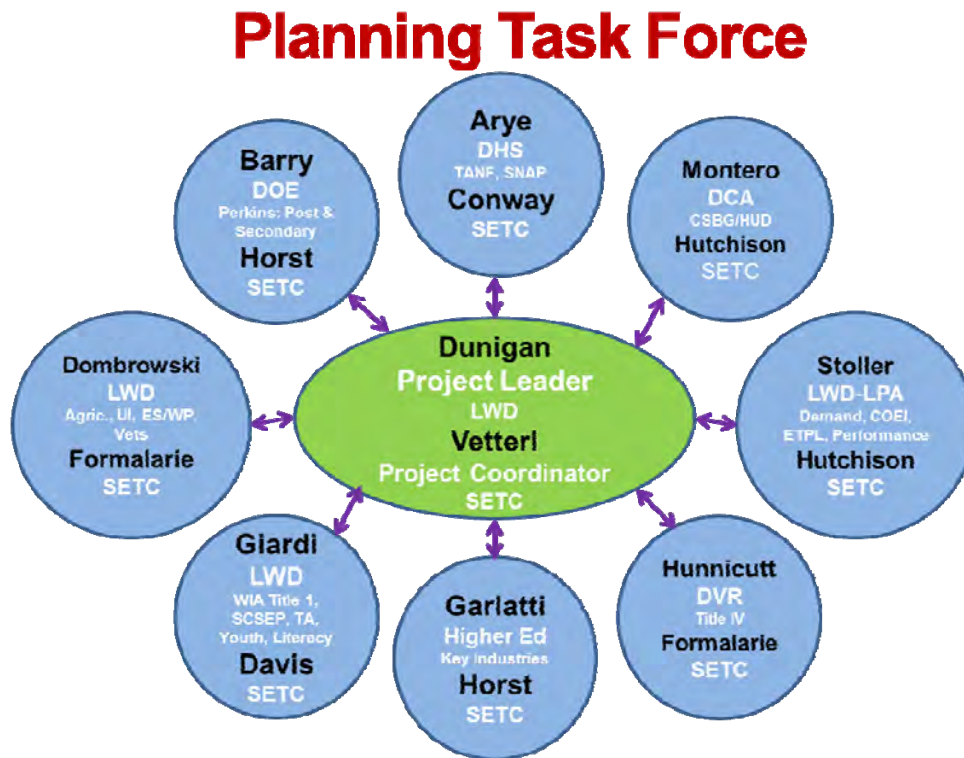 Planning Task Force
Arye
DHS
TANF, SNAP
Conway
SETC
Barry
DOE
Perkins: Post &
Secondary
Horst
SETC
Montero
DCA
CSBG/HUD
Hutchison
SETC
Dombrowski
LWD
Agric., UI, ES/WP,
Vets
Formalarie
SETC
Dunigan
Project Leader
LWD
Vetterl
Project Coordinator
SETC
Stoller
LWD-LPA
Demand, COEI,
ETPL, Performance
Hutchison
SETC
Giardi
LWD
WIA Title 1,
SCSEP, TA,
Youth, Literacy
Davis
SETC
Garlatti
Higher Ed
Key Industries
Horst
SETC
Hunnicutt
DVR
Title IV
Formalarie
SETC